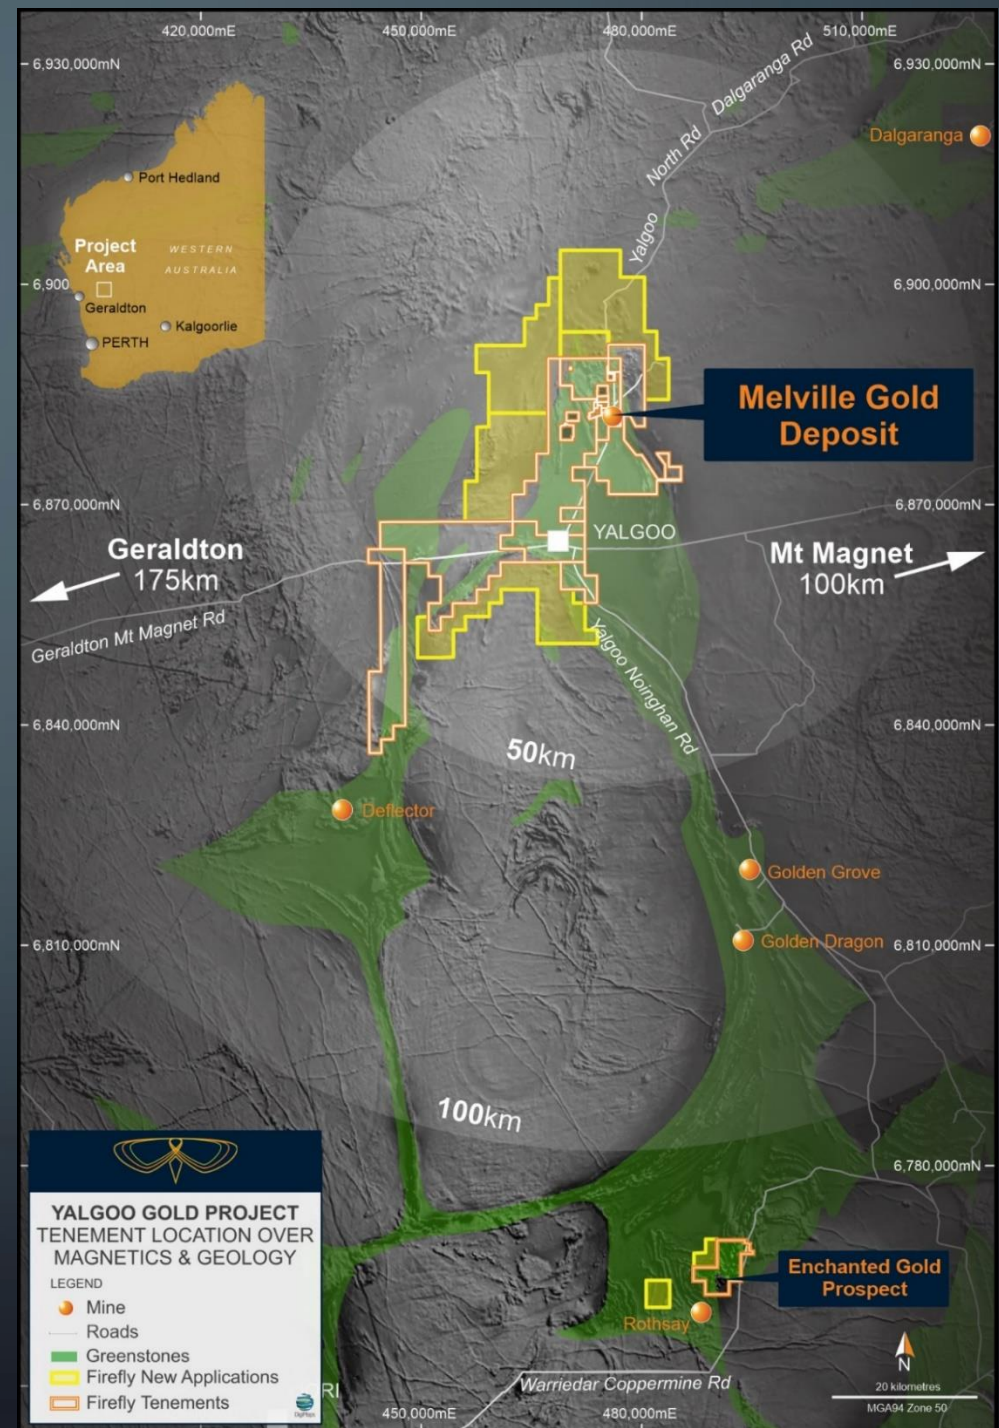 420,000mE
450,000mE
480,000mE
510,000mE
6,930,000mN
6,930,000mN
Dalgaranga Rd
North Rd
Yalgoo
Dalgaranga
Port Hedland
Project
Area
WESTERN
AUSTRALIA
Geraldton
Kalgoorlie
PERTH
6,900
6,900,000mN
Melville Gold
Deposit
6,870,000mN
6,870,000mN
YALGOO
Geraldton
175km
Mt Magnet
100km
Geraldton Mt Magnet Rd
Yalgoo Noinghan Rd
6,840,000mN
6,840,000mN
50km
Deflector
Golden Grove
Golden Dragon
6,810,000mN
6,810,000mN
100km
6,780,000mN
YALGOO GOLD PROJECT
TENEMENT LOCATION OVER
MAGNETICS & GEOLOGY
LEGEND
Mine
Roads
Greenstones
Firefly New Applications
Firefly Tenements
Enchanted Gold
Prospect
Rothsay
Warriedar Coppermine Rd
RI
N
20 kilometres
MGA94 Zone 50
450,000mE
480,000mE